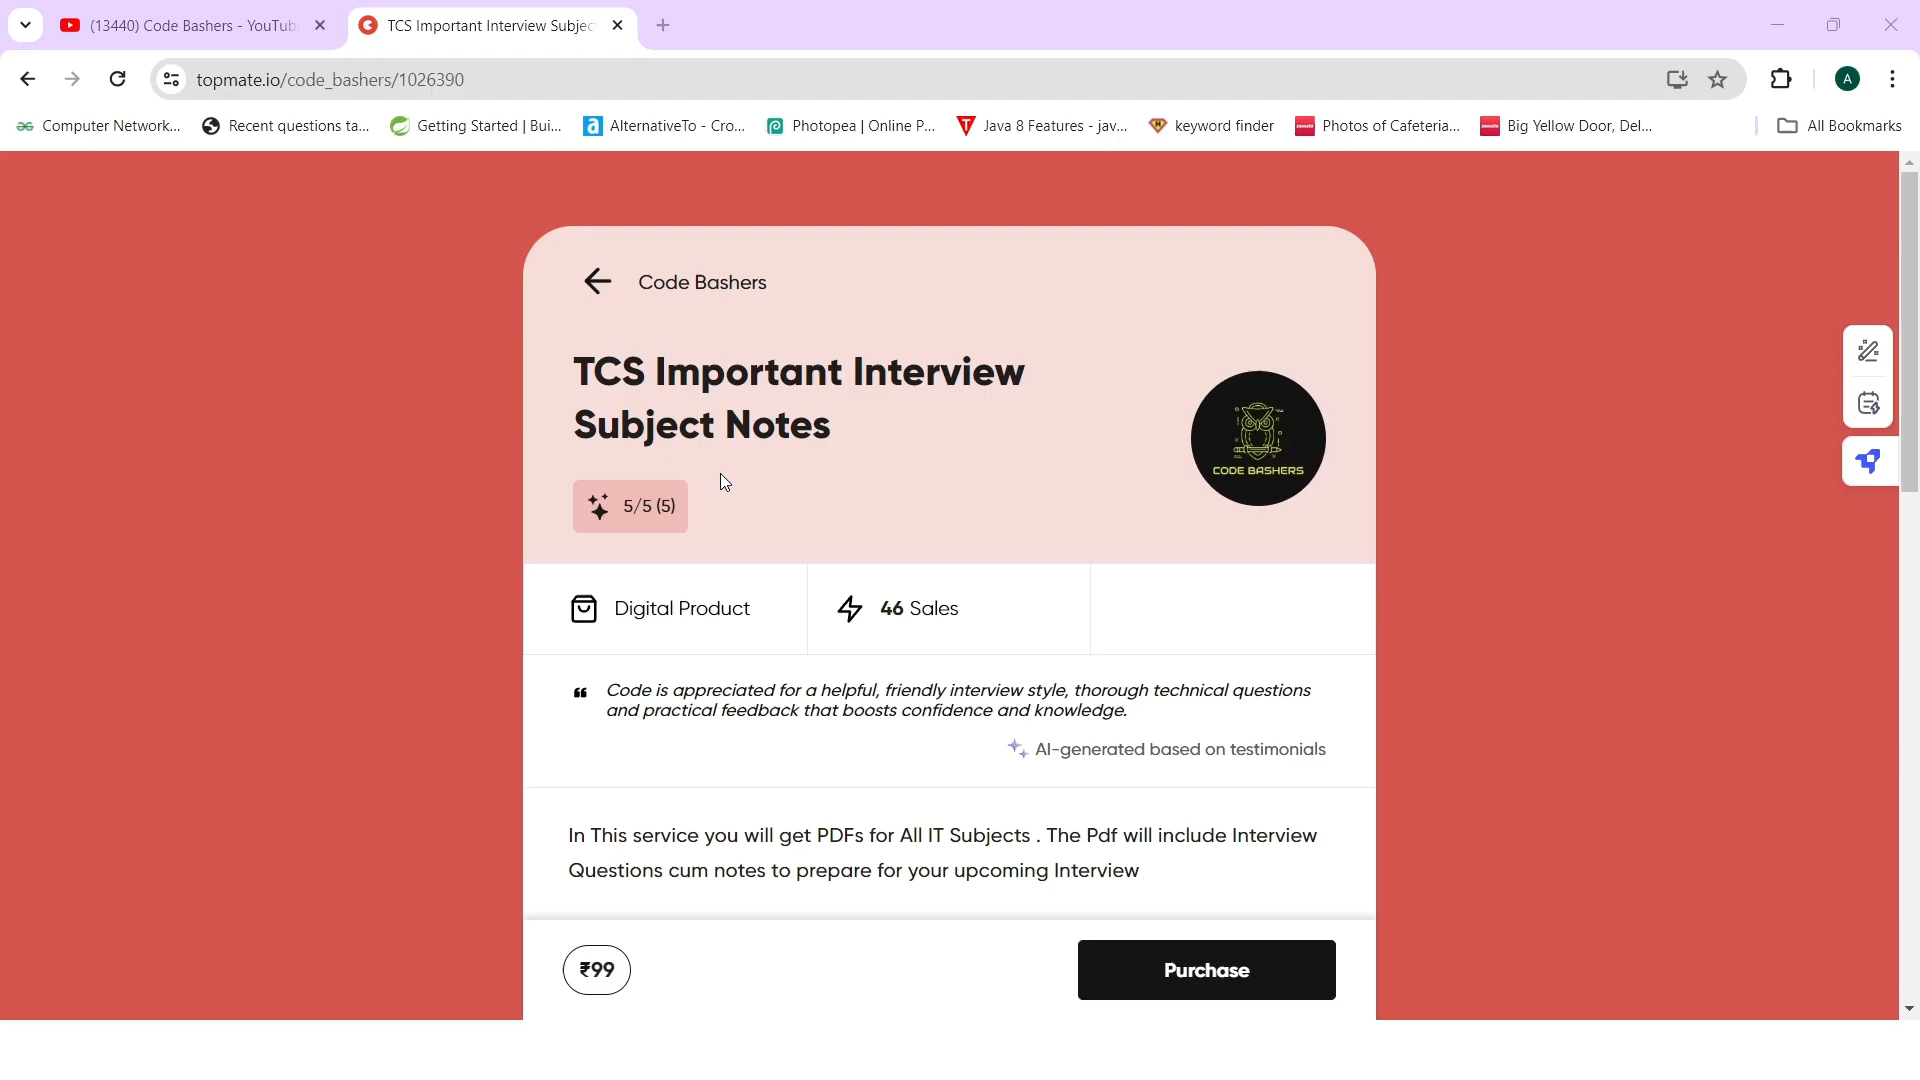 (13440) Code Bashers - YouTub
TCS Important Interview Subjec
topmate.io/code_bashers/1026390
A
Computer Network...
Recent questions ta...
Getting Started | Bui...
AlternativeTo - Cro...
Photopea | Online P...
Java 8 Features - jav...
keyword finder
Photos of Cafeteria...
Big Yellow Door, Del...
All Bookmarks
Code Bashers
TCS Important Interview
Subject Notes
CODE BASHERS
5/5 (5)
Digital Product
46 Sales
“ Code is appreciated for a helpful, friendly interview style, thorough technical questions
and practical feedback that boosts confidence and knowledge.
AI-generated based on testimonials
In This service you will get PDFs for All IT Subjects . The Pdf will include Interview
Questions cum notes to prepare for your upcoming Interview
₹99
Purchase